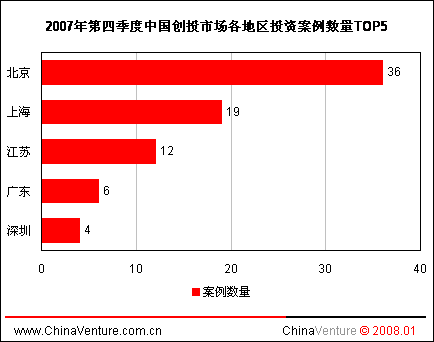 2007年第四季度中国创投市场各地区投资案例数量TOP5
北京 36
上海 19
江苏 12
广东 6
深圳 4
0 10 20 30 40
案例数量
www.ChinaVenture.com.cn ChinaVenture © 2008.01